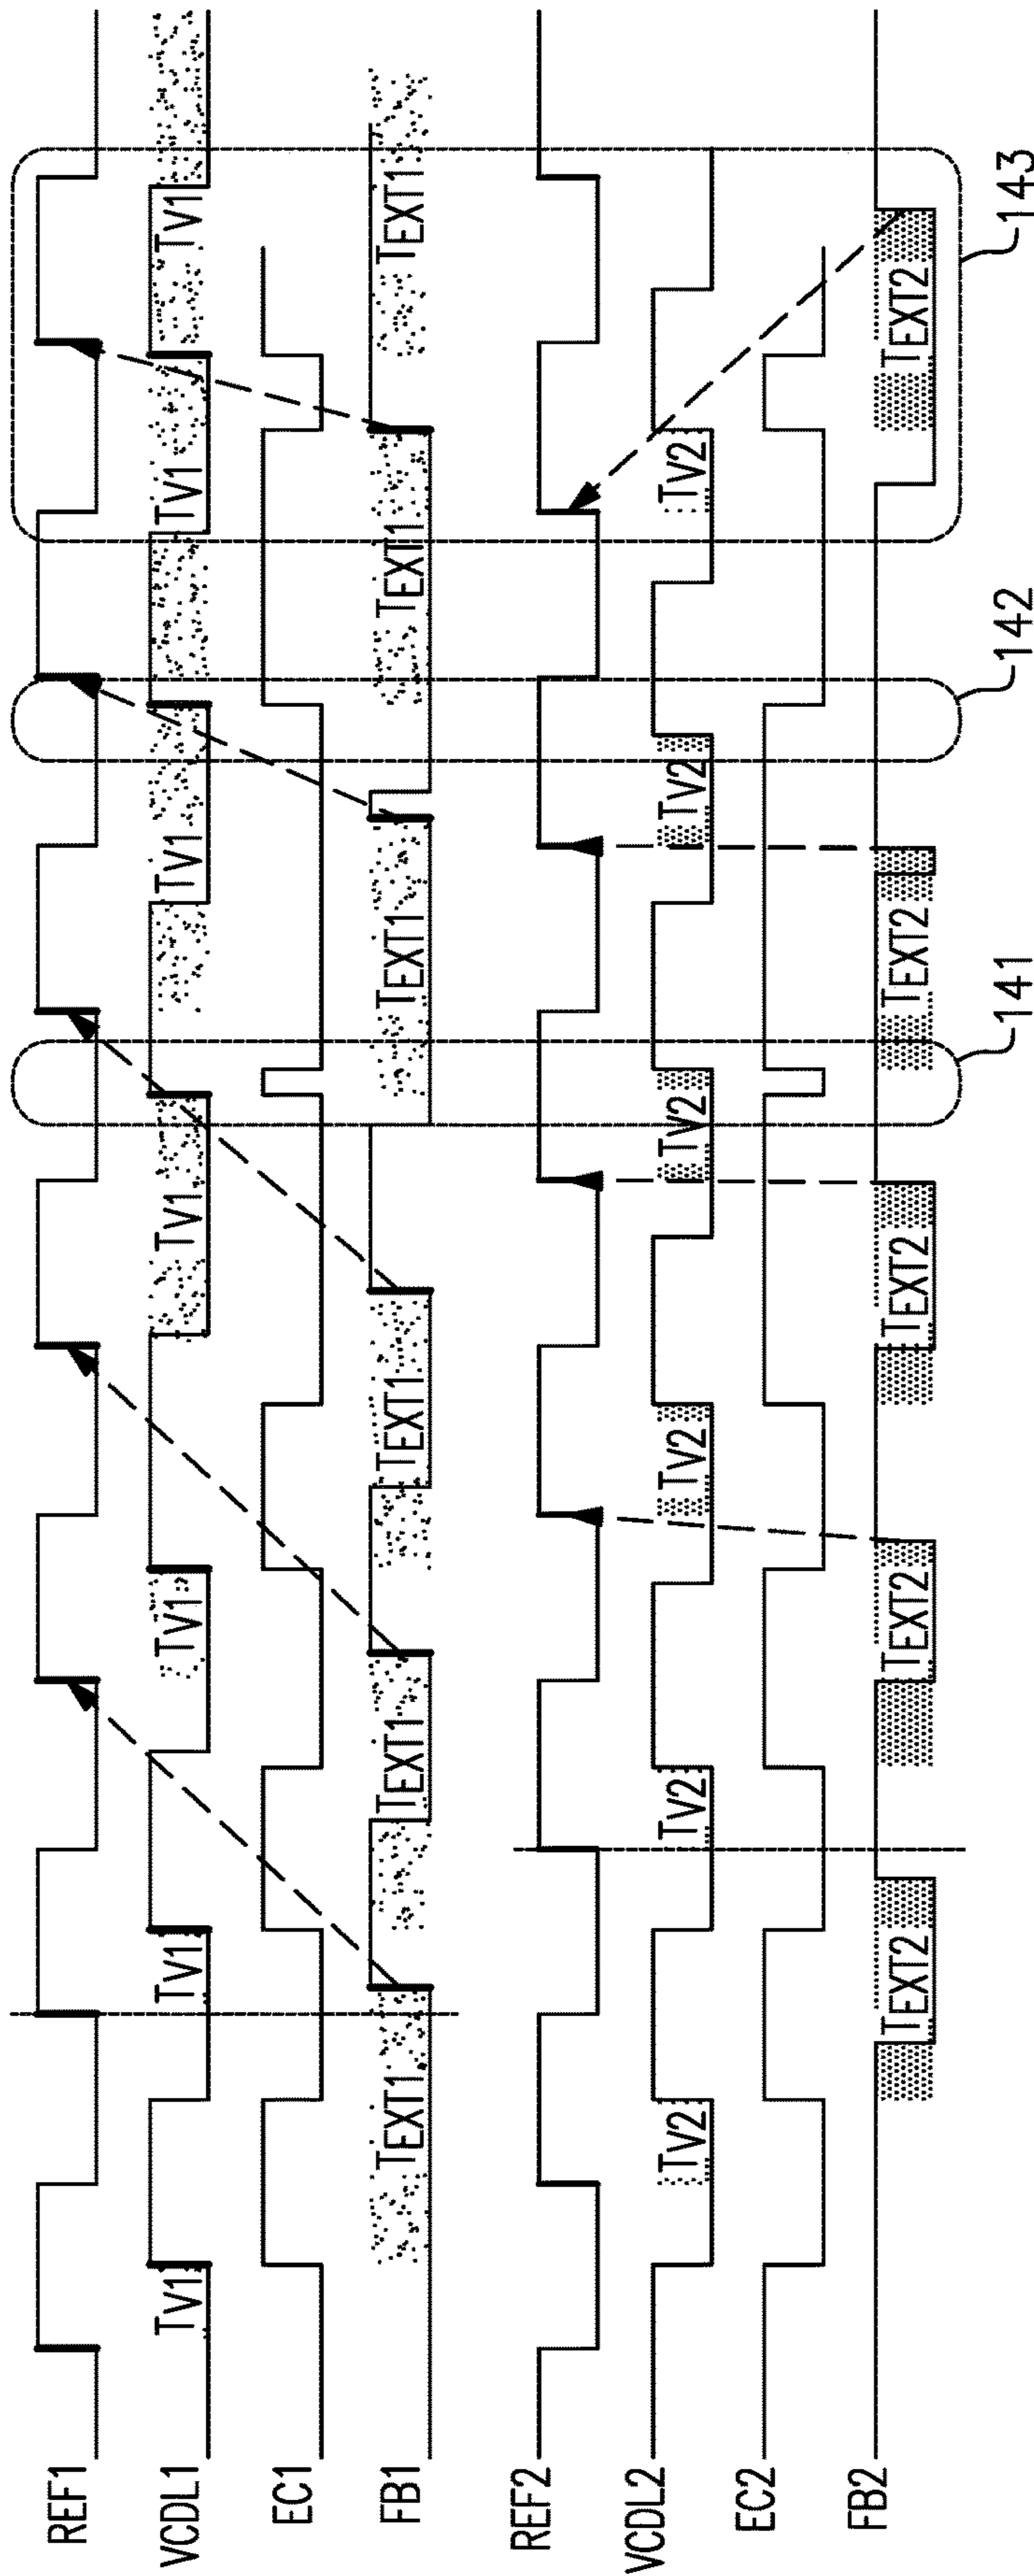 REF1
VCDL1 TV1 TV1 TV1 TV1 TV1 TV1 TV1
EC1
FB1 TEXT1 TEXT1 TEXT1 TEXT1 TEXT1 TEXT1
REF2
VCDL2 TV2 TV2 TV2 TV2 TV2 TV2
EC2
FB2 TEXT2 TEXT2 TEXT2 TEXT2 TEXT2
141 142 143